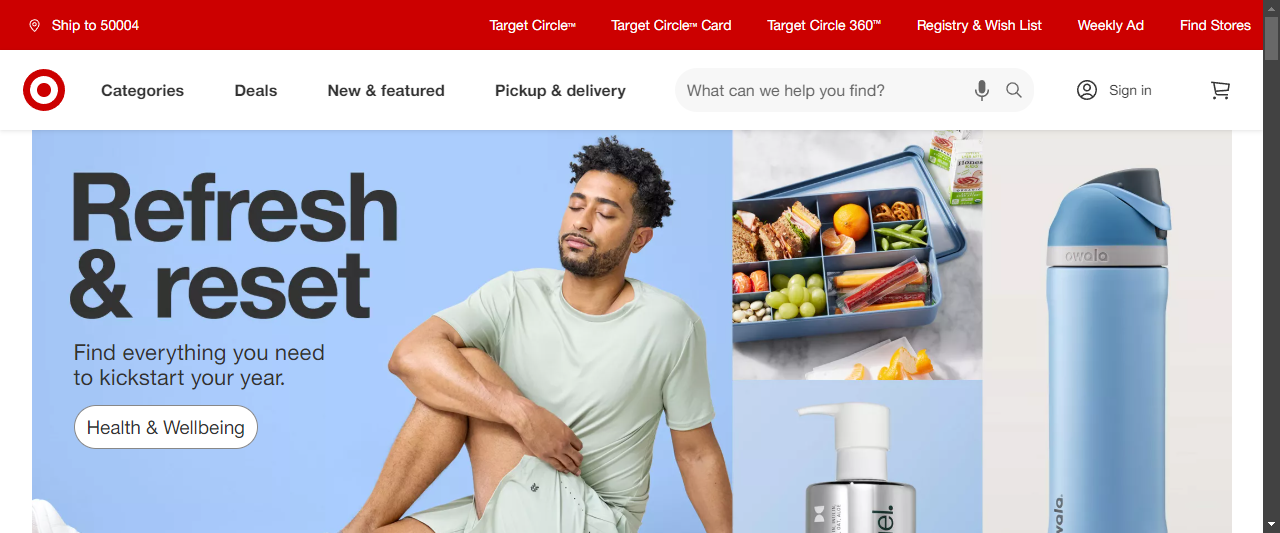 Ship to 50004
Target Circle™
Target Circle™ Card
Target Circle 360™
Registry & Wish List
Weekly Ad
Find Stores
Categories
Deals
New & featured
Pickup & delivery
What can we help you find?
Sign in
Refresh
& reset
Find everything you need
to kickstart your year.
Health & Wellbeing
owala